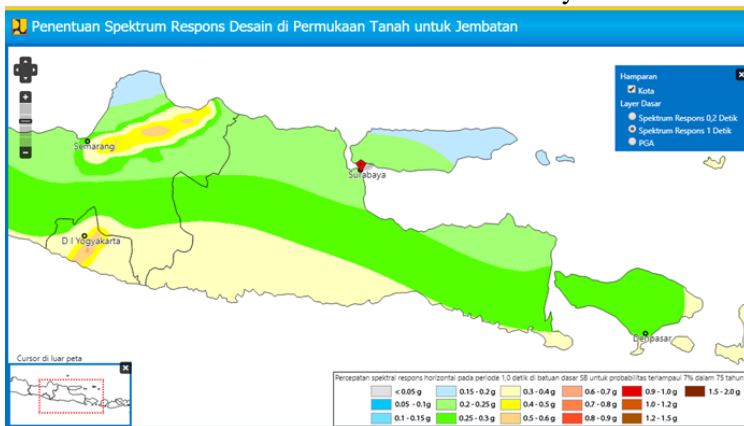 Penentuan Spektrum Respons Desain di Permukaan Tanah untuk Jembatan
Hamparan
Kota
Layer Dasar
Spektrum Respons 0,2 Detik
Spektrum Respons 1 Detik
PGA
Semarang
Surabaya
D I Yogyakarta
Denpasar
Cursor di luar peta
Percepatan spektral respons horizontal pada periode 1,0 detik di batuan dasar SB untuk probabilitas terlampaui 7% dalam 75 tahun
< 0.05 g 0.15 - 0.2 g 0.3 - 0.4 g 0.6 - 0.7 g 0.9 - 1.0 g 1.5 - 2.0 g
0.05 - 0.1g 0.2 - 0.25 g 0.4 - 0.5 g 0.7 - 0.8 g 1.0 - 1.2 g
0.1 - 0.15 g 0.25 - 0.3 g 0.5 - 0.6 g 0.8 - 0.9 g 1.2 - 1.5 g